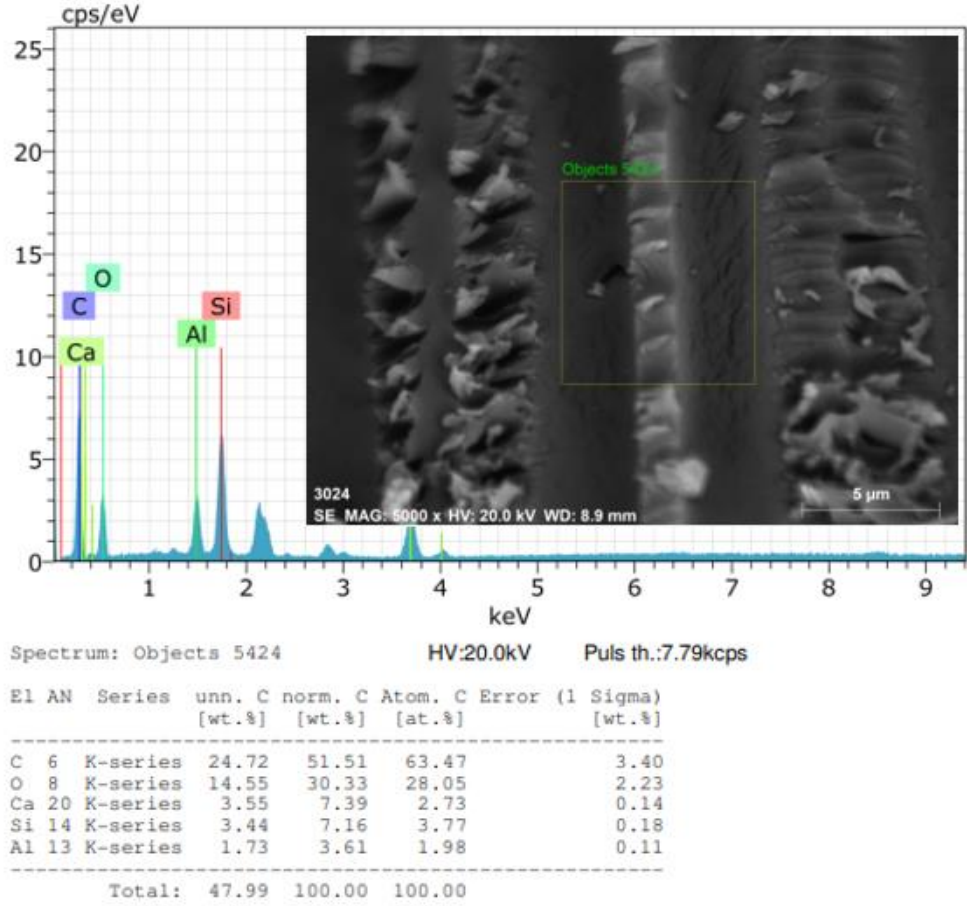 cps/eV
25
20
15
10
5
0
O
C
Si
Al
Ca
Objects 5424
3024
SE MAG: 5000 x HV: 20.0 kV WD: 8.9 mm
5 µm
1 2 3 4 5 6 7 8 9
keV
Spectrum: Objects 5424 HV:20.0kV Puls th.:7.79kcps
El AN Series unn. C norm. C Atom. C Error (1 Sigma)
[wt.%] [wt.%] [at.%] [wt.%]
C 6 K-series 24.72 51.51 63.47 3.40
O 8 K-series 14.55 30.33 28.05 2.23
Ca 20 K-series 3.55 7.39 2.73 0.14
Si 14 K-series 3.44 7.16 3.77 0.18
Al 13 K-series 1.73 3.61 1.98 0.11
Total: 47.99 100.00 100.00